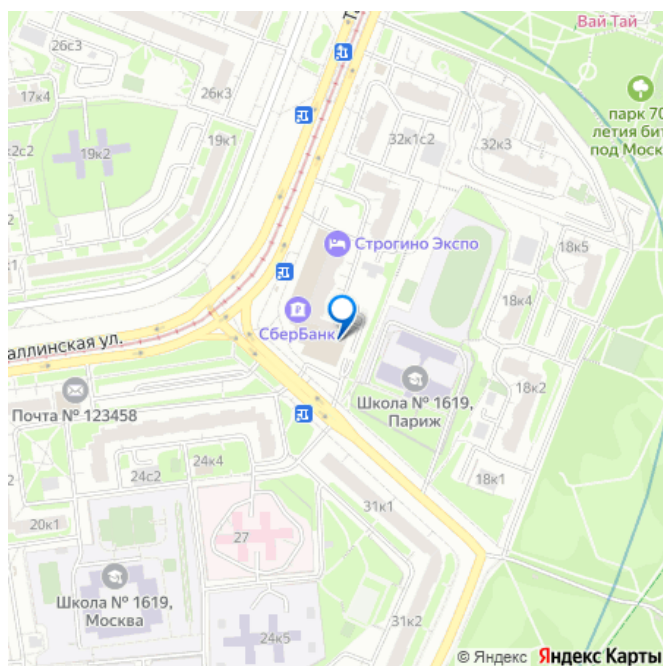 Вай Тай
26с3
17к4
26к3
парк 70
летия бит
под Моск
32к1с2
32к3
19к1
к2с2
19к2
18к5
к1
Строгино Экспо
18к4
СберБанк
аллинская ул.
18к2
Почта № 123458
Школа № 1619,
Париж
24к4
24с2
18к1
31к1
20к1
27
Школа № 1619,
Москва
31к2
24к5
© Яндекс Яндекс Карты